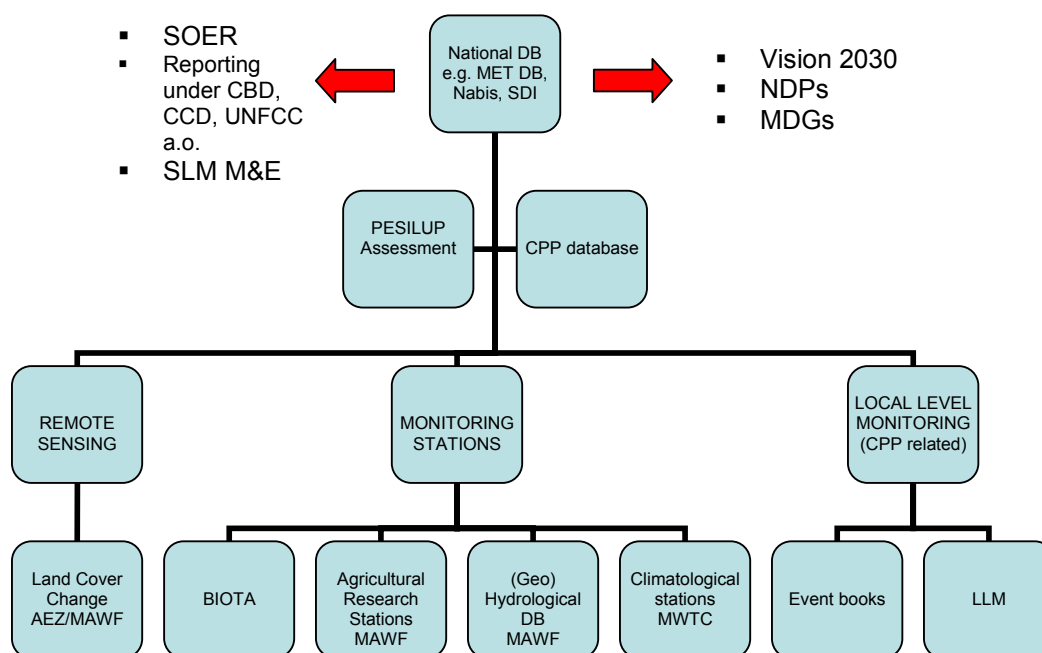 ▪ SOER
▪ Reporting
under CBD,
CCD, UNFCC
a.o.
▪ SLM M&E
National DB
e.g. MET DB,
Nabis, SDI
▪ Vision 2030
▪ NDPs
▪ MDGs
PESILUP
Assessment
CPP database
REMOTE
SENSING
MONITORING
STATIONS
LOCAL LEVEL
MONITORING
(CPP related)
Land Cover
Change
AEZ/MAWF
BIOTA
Agricultural
Research
Stations
MAWF
(Geo)
Hydrological
DB
MAWF
Climatological
stations
MWTC
Event books
LLM